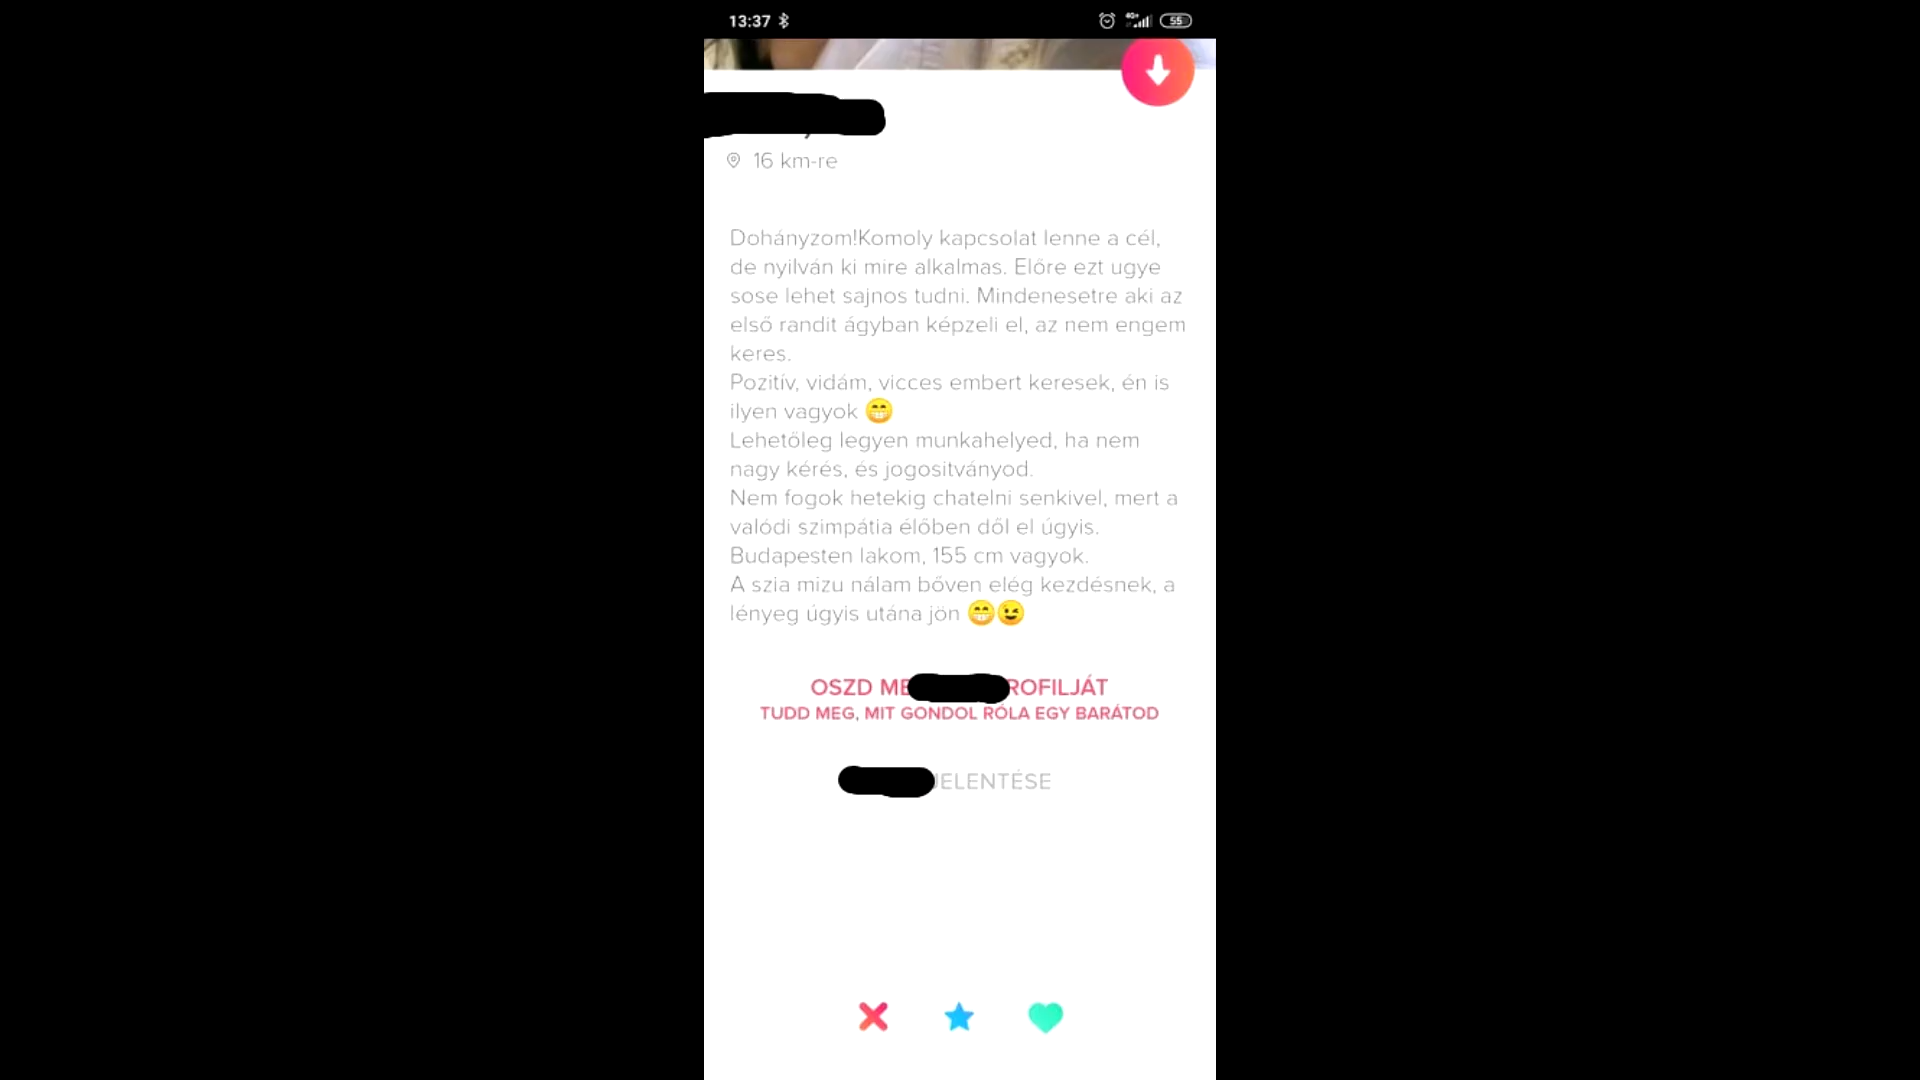 13:37
4G+
55
16 km-re
Dohányzom!Komoly kapcsolat lenne a cél,
de nyilván ki mire alkalmas. Előre ezt ugye
sose lehet sajnos tudni. Mindenesetre aki az
első randit ágyban képzeli el, az nem engem
keres.
Pozitív, vidám, vicces embert keresek, én is
ilyen vagyok 😁
Lehetőleg legyen munkahelyed, ha nem
nagy kérés, és jogositványod.
Nem fogok hetekig chatelni senkivel, mert a
valódi szimpátia élőben dől el úgyis.
Budapesten lakom, 155 cm vagyok.
A szia mizu nálam bőven elég kezdésnek, a
lényeg úgyis utána jön 😁😉
OSZD ME ROFILJÁT
TUDD MEG, MIT GONDOL RÓLA EGY BARÁTOD
JELENTÉSE